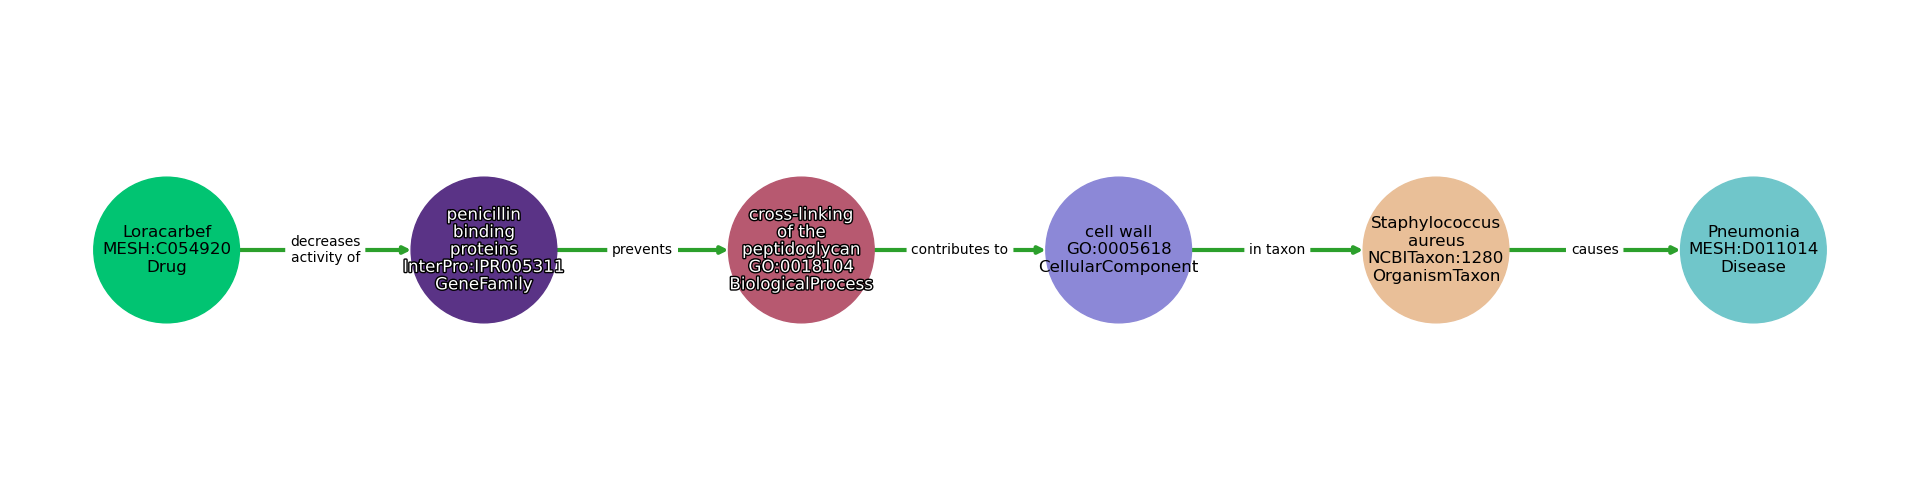 Loracarbef
MESH:C054920
Drug
decreases
activity of
penicillin
binding
proteins
InterPro:IPR005311
GeneFamily
prevents
cross-linking
of the
peptidoglycan
GO:0018104
BiologicalProcess
contributes to
cell wall
GO:0005618
CellularComponent
in taxon
Staphylococcus
aureus
NCBITaxon:1280
OrganismTaxon
causes
Pneumonia
MESH:D011014
Disease